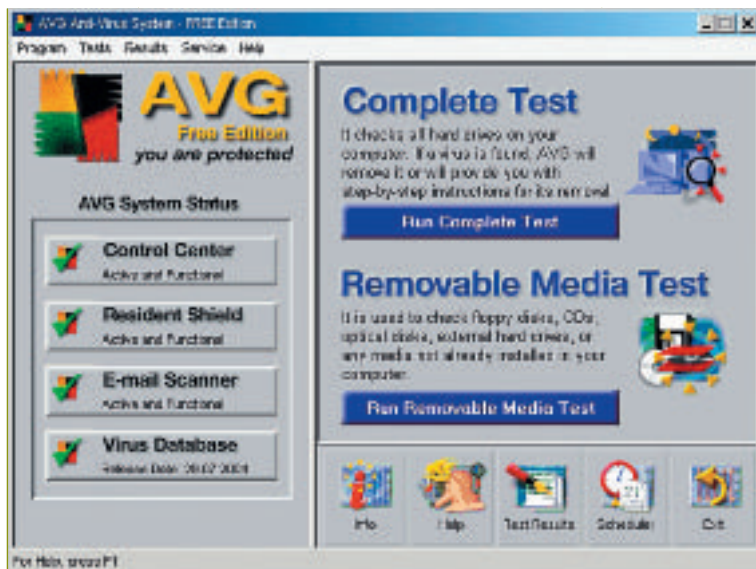 AVG Anti-Virus System - FREE Edition
Program Tests Results Service Help
AVG
Free Edition
you are protected
AVG System Status
Control Center
Active and Functional
Resident Shield
Active and Functional
E-mail Scanner
Active and Functional
Virus Database
Release Date:
Complete Test
It checks all hard drives on your
computer. If a virus is found, AVG will
remove it or will provide you with
step-by-step instructions for its removal.
Run Complete Test
Removable Media Test
It is used to check floppy disks, CDs,
optical disks, external hard drives, or
any media not already installed in your
computer.
Run Removable Media Test
Info
Help
Test Results
Scheduler
Exit
For Help, press F1